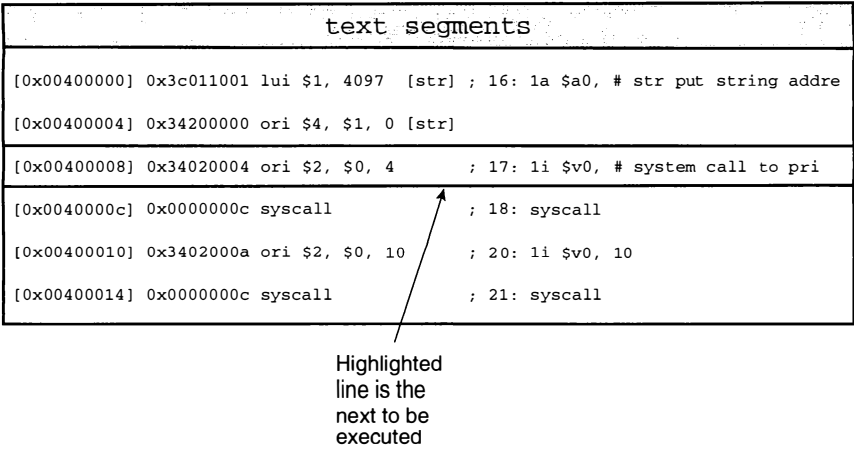 text segments
[0x00400000] 0x3c011001 lui $1, 4097 [str] ; 16: 1a $a0, # str put string addre
[0x00400004] 0x34200000 ori $4, $1, 0 [str]
[0x00400008] 0x34020004 ori $2, $0, 4 ; 17: 1i $v0, # system call to pri
[0x0040000c] 0x0000000c syscall ; 18: syscall
[0x00400010] 0x3402000a ori $2, $0, 10 ; 20: 1i $v0, 10
[0x00400014] 0x0000000c syscall ; 21: syscall
Highlighted
line is the
next to be
executed